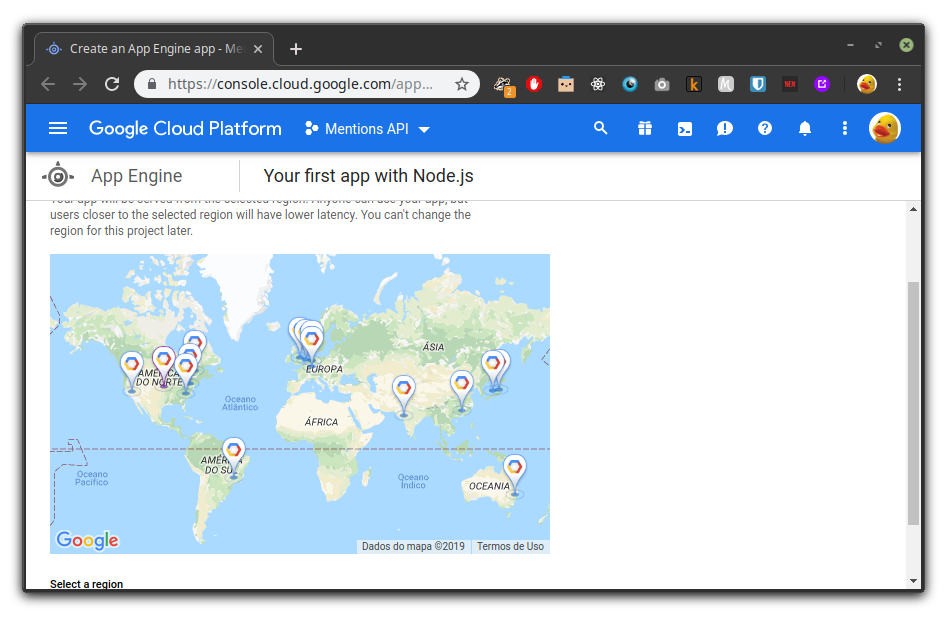 Create an App Engine app - Me
https://console.cloud.google.com/app...
2
k
M
NEW
Google Cloud Platform
Mentions API
App Engine
Your first app with Node.js
Your app will be served from the selected region. Anyone can use your app, but
users closer to the selected region will have lower latency. You can't change the
region for this project later.
ÁSIA
EUROPA
AMÉRICA
DO NORTE
Oceano
Atlântico
ÁFRICA
AMÉRICA
DO SUL
Oceano
Pacífico
Oceano
Índico
OCEANIA
Google
Dados do mapa ©2019
Termos de Uso
Select a region